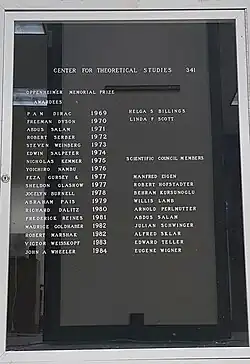 CENTER FOR THEORETICAL STUDIES 341
OPPENHEIMER MEMORIAL PRIZE
AWARDEES
P A M DIRAC 1969
FREEMAN DYSON 1970
ABDUS SALAM 1971
ROBERT SERBER 1972
STEVEN WEINBERG 1973
EDWIN SALPETER 1974
NICHOLAS KEMMER 1975
YOICHIRO NAMBU 1976
FEZA GURSEY & 1977
SHELDON GLASHOW 1977
JOCELYN BURNELL 1978
ABRAHAM PAIS 1979
RICHARD DALITZ 1980
FREDERICK REINES 1981
MAURICE GOLDHABER 1982
ROBERT MARSHAK 1982
VICTOR WEISSKOPF 1983
JOHN A WHEELER 1984
HELGA S BILLINGS
LINDA F SCOTT
SCIENTIFIC COUNCIL MEMBERS
MANFRED EIGEN
ROBERT HOFSTADTER
BEHRAM KURSUNOGLU
WILLIS LAMB
ARNOLD PERLMUTTER
ABDUS SALAM
JULIAN SCHWINGER
ALFRED SKLAR
EDWARD TELLER
EUGENE WIGNER